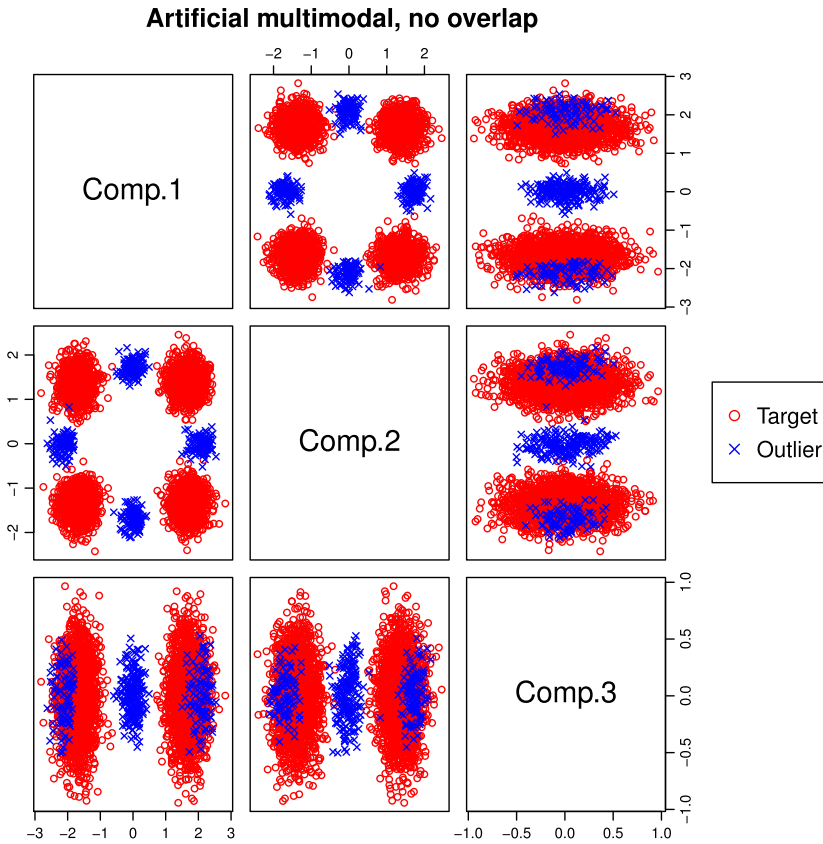 Artificial multimodal, no overlap
−2 −1 0 1 2
Comp.1
3
2
1
0
−1
−2
−3
2
1
0
−1
−2
Comp.2
Target
Outlier
Comp.3
1.0
0.5
0.0
−0.5
−1.0
−3 −2 −1 0 1 2 3
−1.0 −0.5 0.0 0.5 1.0